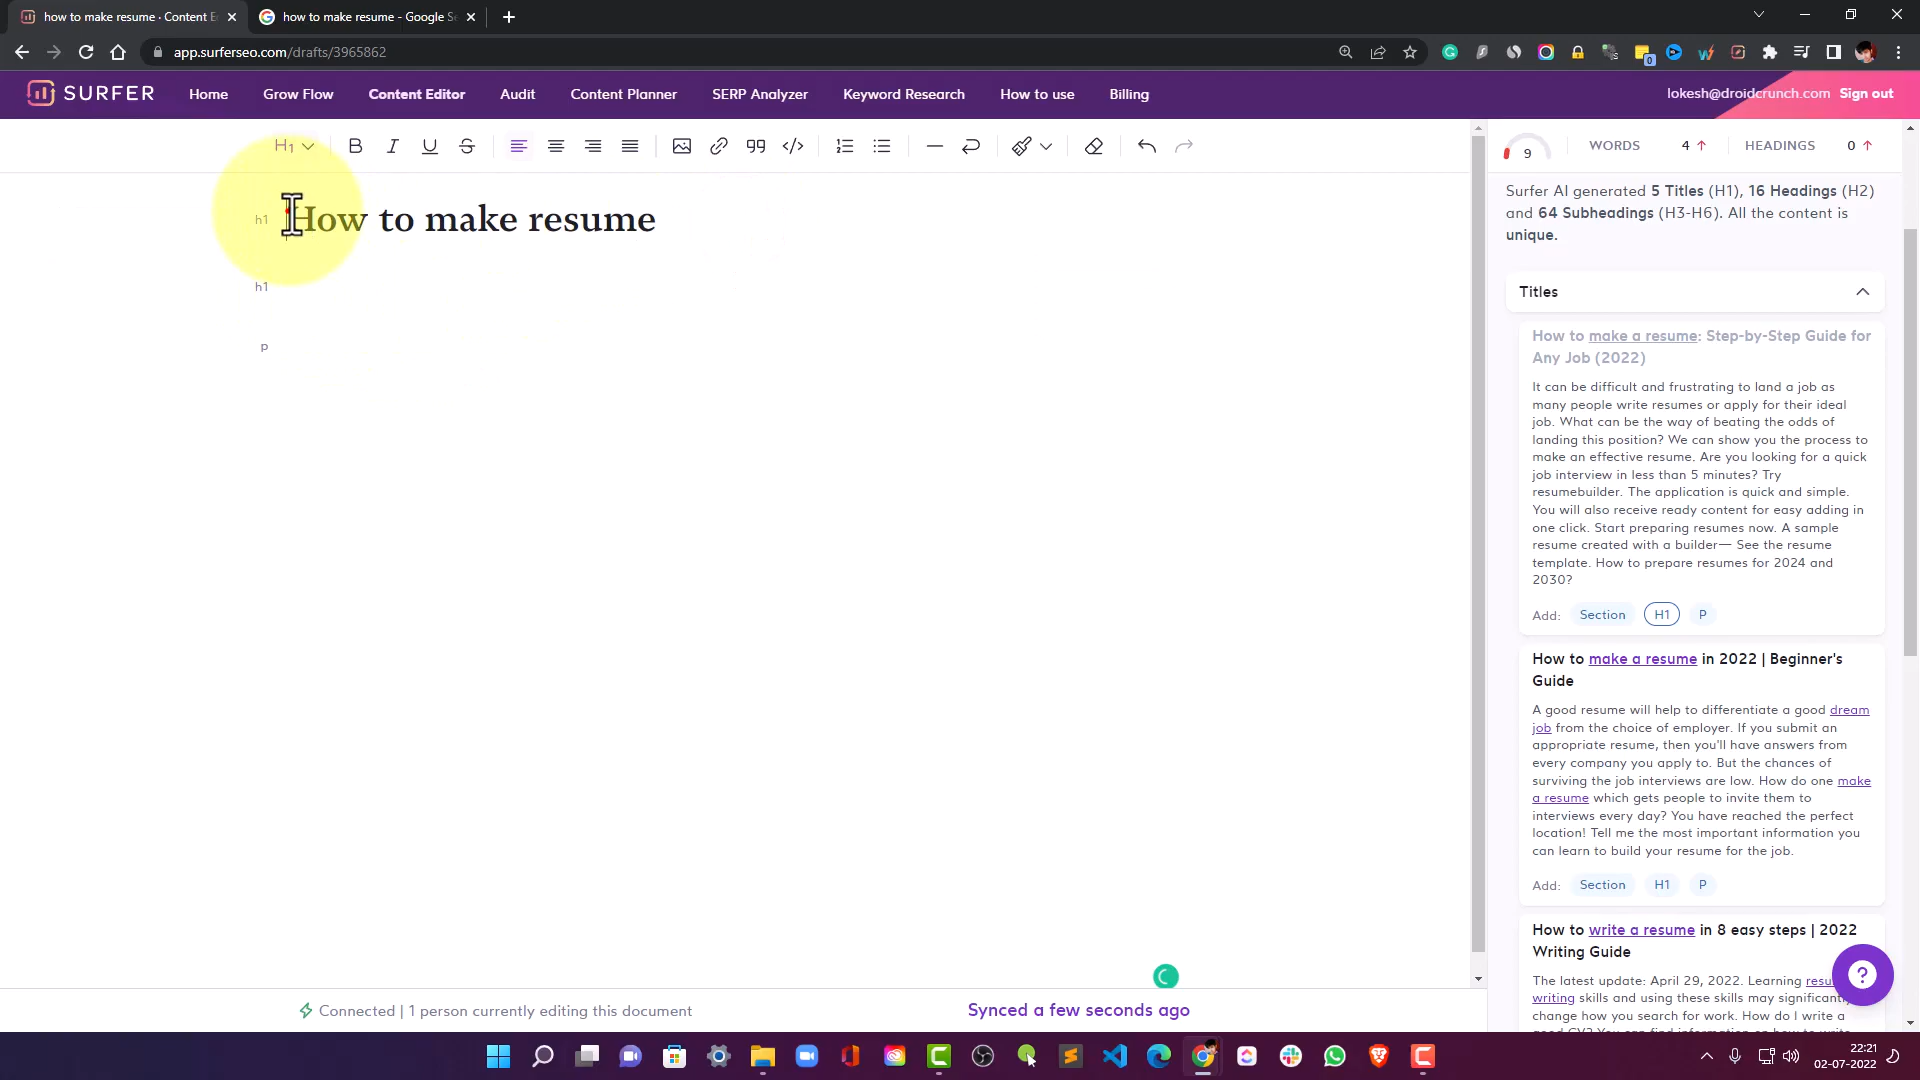 how to make resume · Content E
how to make resume - Google Se
app.surferseo.com/drafts/3965862
0
SURFER
Home
Grow Flow
Content Editor
Audit
Content Planner
SERP Analyzer
Keyword Research
How to use
Billing
lokesh@droidcrunch.com
Sign out
H1
B
I
U
S
9
WORDS
4
HEADINGS
0
h1
How to make resume
h1
p
Surfer AI generated 5 Titles (H1), 16 Headings (H2)
and 64 Subheadings (H3-H6). All the content is
unique.
Titles
How to make a resume: Step-by-Step Guide for
Any Job (2022)
It can be difficult and frustrating to land a job as
many people write resumes or apply for their ideal
job. What can be the way of beating the odds of
landing this position? We can show you the process to
make an effective resume. Are you looking for a quick
job interview in less than 5 minutes? Try
resumebuilder. The application is quick and simple.
You will also receive ready content for easy adding in
one click. Start preparing resumes now. A sample
resume created with a builder— See the resume
template. How to prepare resumes for 2024 and
2030?
Add: Section H1 P
How to make a resume in 2022 | Beginner's
Guide
A good resume will help to differentiate a good dream
job from the choice of employer. If you submit an
appropriate resume, then you'll have answers from
every company you apply to. But the chances of
surviving the job interviews are low. How do one make
a resume which gets people to invite them to
interviews every day? You have reached the perfect
location! Tell me the most important information you
can learn to build your resume for the job.
Add: Section H1 P
How to write a resume in 8 easy steps | 2022
Writing Guide
The latest update: April 29, 2022. Learning resu
writing skills and using these skills may significantly
change how you search for work. How do I write a
Connected | 1 person currently editing this document
Synced a few seconds ago
22:21
02-07-2022